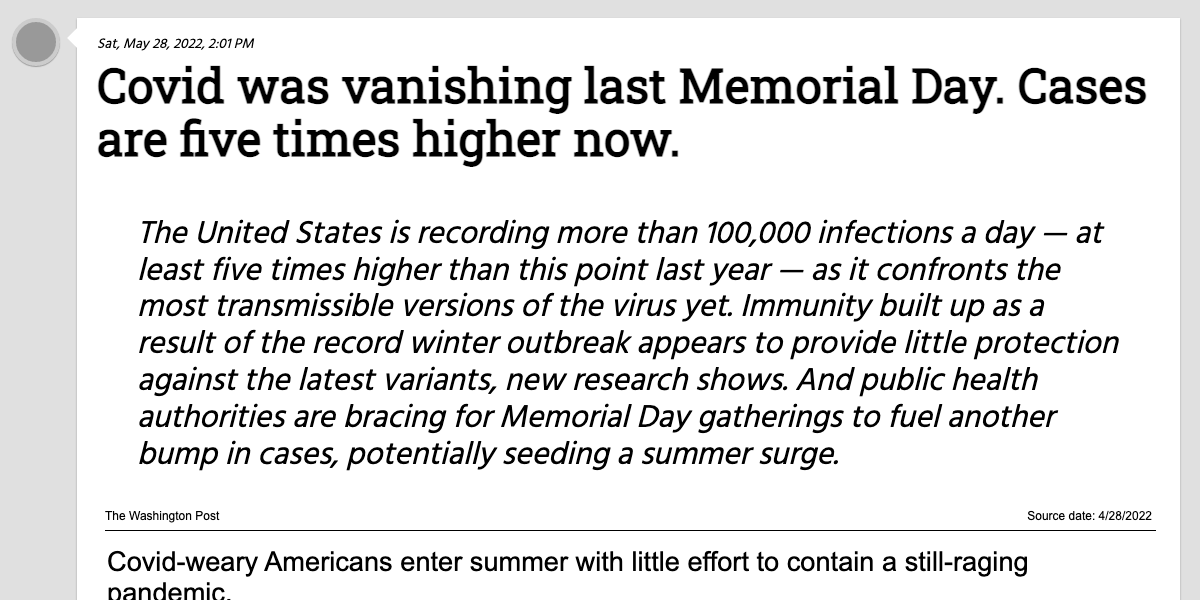 Sat, May 28, 2022, 2:01 PM
Covid was vanishing last Memorial Day. Cases
are five times higher now.
The United States is recording more than 100,000 infections a day — at
least five times higher than this point last year — as it confronts the
most transmissible versions of the virus yet. Immunity built up as a
result of the record winter outbreak appears to provide little protection
against the latest variants, new research shows. And public health
authorities are bracing for Memorial Day gatherings to fuel another
bump in cases, potentially seeding a summer surge.
The Washington Post
Source date: 4/28/2022
Covid-weary Americans enter summer with little effort to contain a still-raging
pandemic.